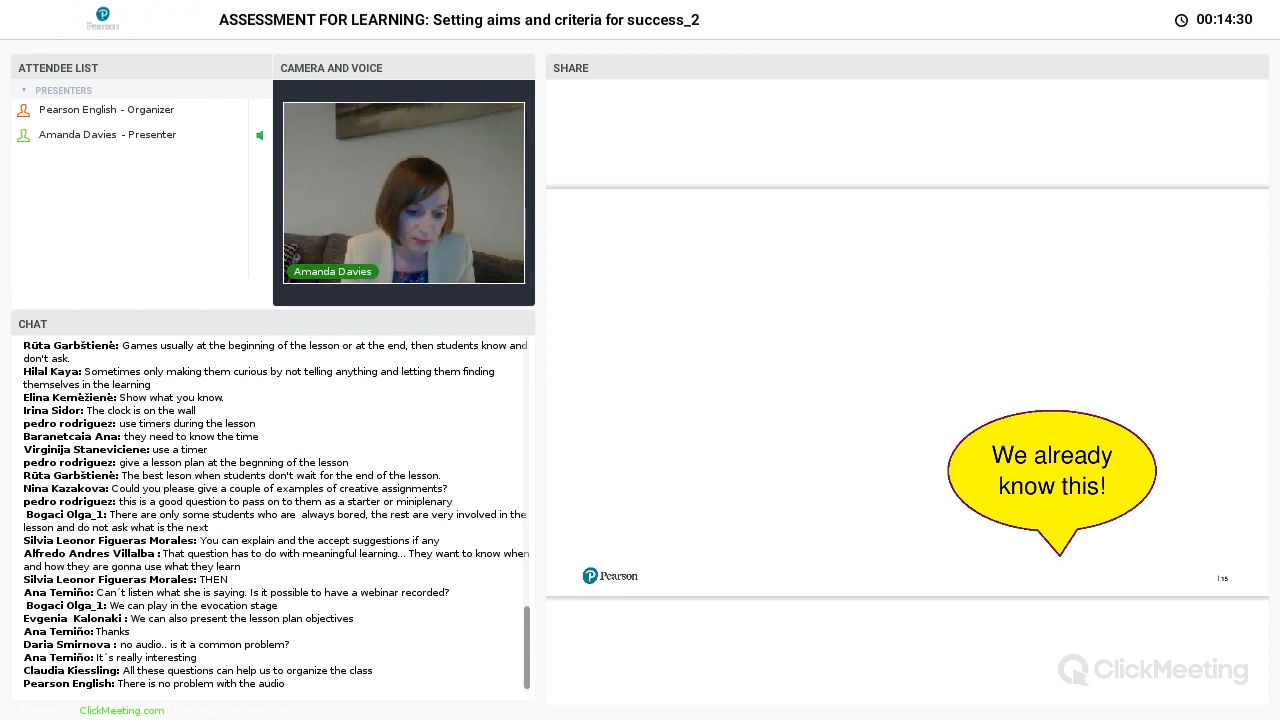 Pearson
ASSESSMENT FOR LEARNING: Setting aims and criteria for success_2
00:14:30
ATTENDEE LIST
PRESENTERS
Pearson English - Organizer
Amanda Davies - Presenter
CAMERA AND VOICE
Amanda Davies
CHAT
Rūta Garbštienė: Games usually at the beginning of the lesson or at the end, then students know and
don't ask.
Hilal Kaya: Sometimes only making them curious by not telling anything and letting them finding
themselves in the learning
Elina Kemėžienė: Show what you know.
Irina Sidor: The clock is on the wall
pedro rodriguez: use timers during the lesson
Baranetcaia Ana: they need to know the time
Virginija Staneviciene: use a timer
pedro rodriguez: give a lesson plan at the begnning of the lesson
Rūta Garbštienė: The best leson when students don't wait for the end of the lesson.
Nina Kazakova: Could you please give a couple of examples of creative assignments?
pedro rodriguez: this is a good question to pass on to them as a starter or miniplenary
Bogaci Olga_1: There are only some students who are always bored, the rest are very involved in the
lesson and do not ask what is the next
Silvia Leonor Figueras Morales: You can explain and the accept suggestions if any
Alfredo Andres Villalba : That question has to do with meaningful learning... They want to know when
and how they are gonna use what they learn
Silvia Leonor Figueras Morales: THEN
Ana Temiño: Can´t listen what she is saying. Is it possible to have a webinar recorded?
Bogaci Olga_1: We can play in the evocation stage
Evgenia Kalonaki : We can also present the lesson plan objectives
Ana Temiño: Thanks
Daria Smirnova : no audio.. is it a common problem?
Ana Temiño: It´s really interesting
Claudia Kiessling: All these questions can help us to organize the class
Pearson English: There is no problem with the audio
ClickMeeting.com
SHARE
We already
know this!
Pearson
| 15
ClickMeeting